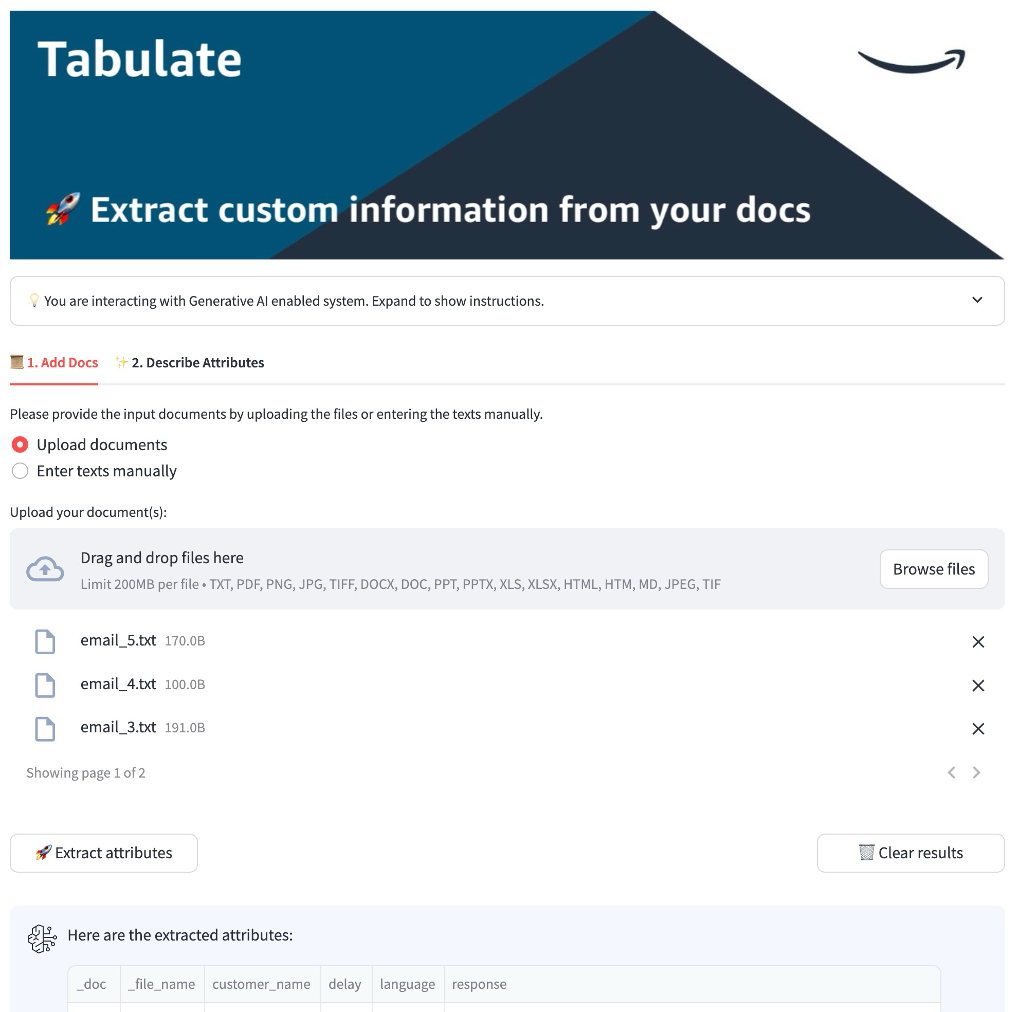 Tabulate
🚀 Extract custom information from your docs
💡 You are interacting with Generative AI enabled system. Expand to show instructions.
📜 1. Add Docs ✨ 2. Describe Attributes
Please provide the input documents by uploading the files or entering the texts manually.
Upload documents
Enter texts manually
Upload your document(s):
Drag and drop files here
Limit 200MB per file • TXT, PDF, PNG, JPG, TIFF, DOCX, DOC, PPT, PPTX, XLS, XLSX, HTML, HTM, MD, JPEG, TIF
Browse files
email_5.txt 170.0B
email_4.txt 100.0B
email_3.txt 191.0B
Showing page 1 of 2
🚀 Extract attributes
🗑️ Clear results
Here are the extracted attributes:
_doc _file_name customer_name delay language response